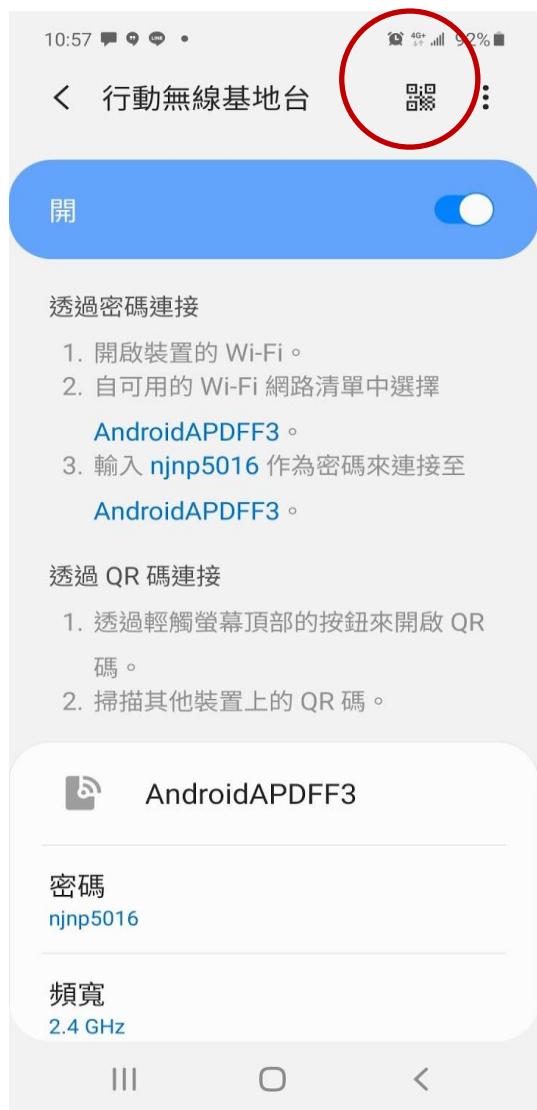 10:57
4G+
92%
行動無線基地台
開
透過密碼連接
1. 開啟裝置的 Wi-Fi。
2. 自可用的 Wi-Fi 網路清單中選擇
AndroidAPDFF3。
3. 輸入 njnp5016 作為密碼來連接至
AndroidAPDFF3。
透過 QR 碼連接
1. 透過輕觸螢幕頂部的按鈕來開啟 QR
碼。
2. 掃描其他裝置上的 QR 碼。
AndroidAPDFF3
密碼
njnp5016
頻寬
2.4 GHz